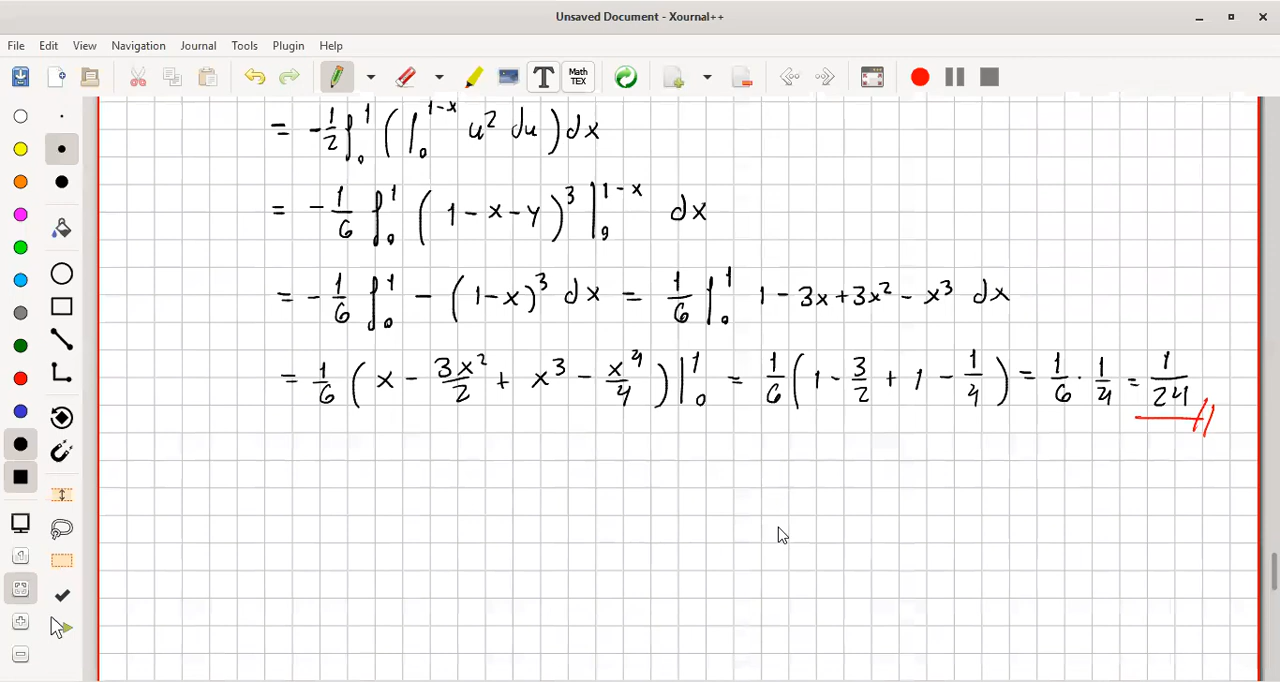 Unsaved Document - Xournal++
File Edit View Navigation Journal Tools Plugin Help
T Math TEX
= -1/2 ∫₀¹ ( ∫₀^{1-x} u² du ) dx
= -1/6 ∫₀¹ ( 1-x-y )³ |₀^{1-x} dx
= -1/6 ∫₀¹ - (1-x)³ dx = 1/6 ∫₀¹ 1 - 3x + 3x² - x³ dx
= 1/6 ( x - 3x²/2 + x³ - x⁴/4 ) |₀¹ = 1/6 ( 1 - 3/2 + 1 - 1/4 ) = 1/6 · 1/4 = 1/24